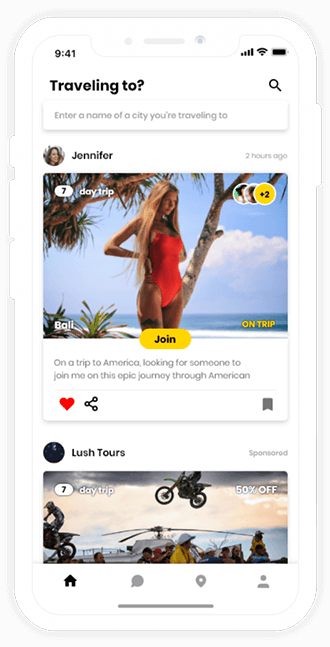 9:41
Traveling to?
Enter a name of a city you're traveling to
Jennifer
2 hours ago
7 day trip
+2
Bali
ON TRIP
Join
On a trip to America, looking for someone to
join me on this epic journey through American
Lush Tours
Sponsored
7 day trip
50% OFF